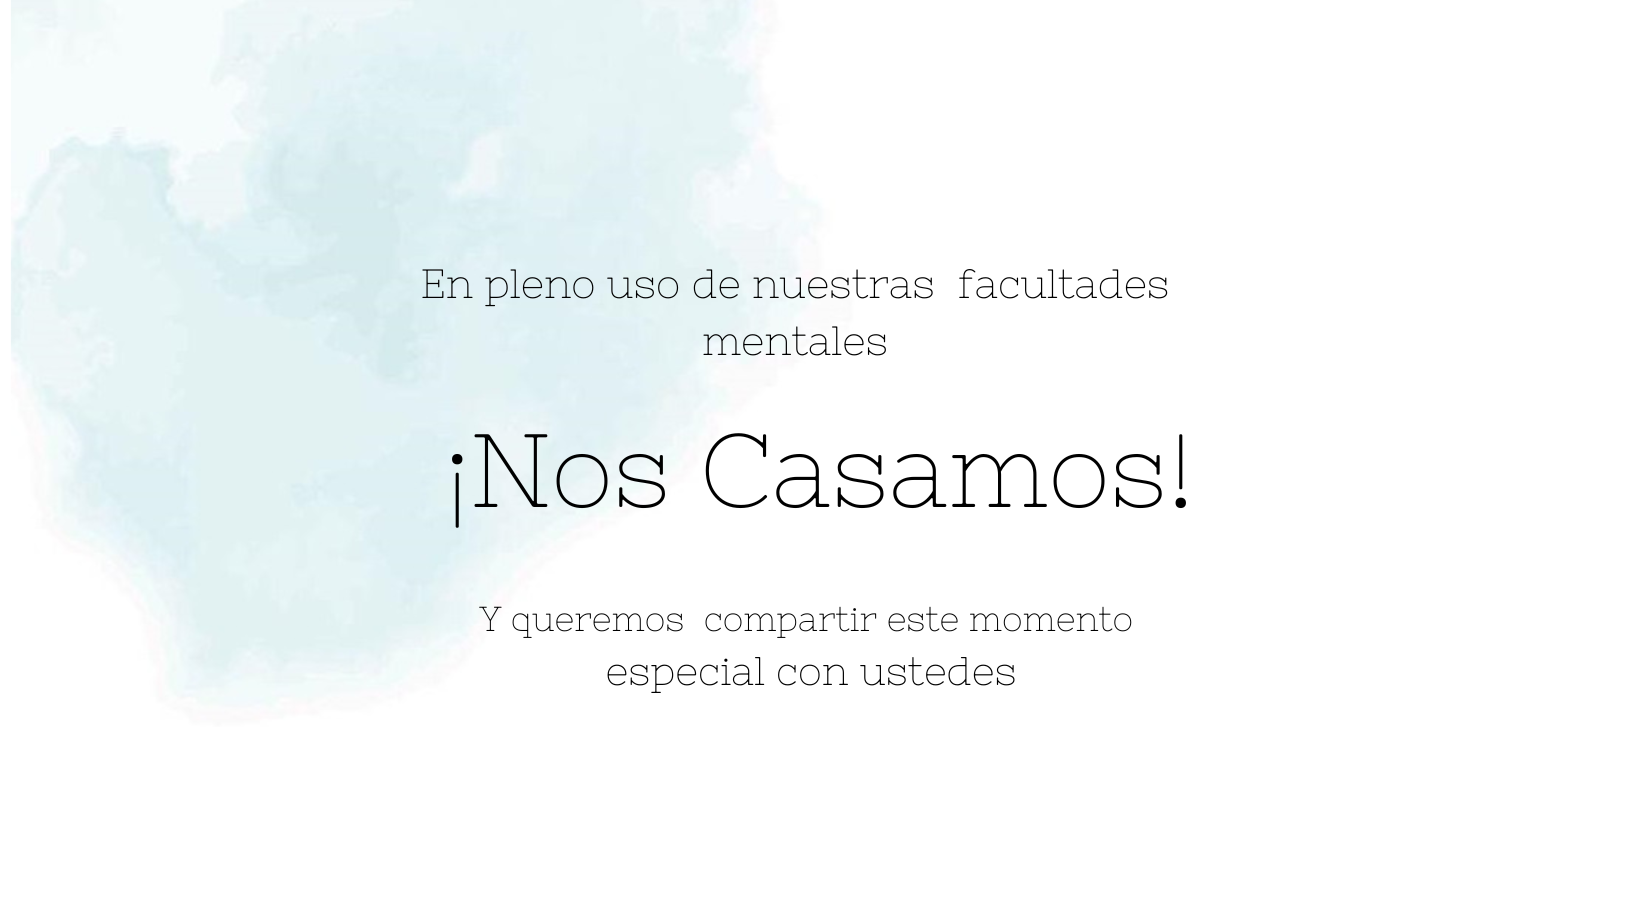 En pleno uso de nuestras  facultades
mentales
¡Nos Casamos!
Y queremos  compartir este momento
especial con ustedes